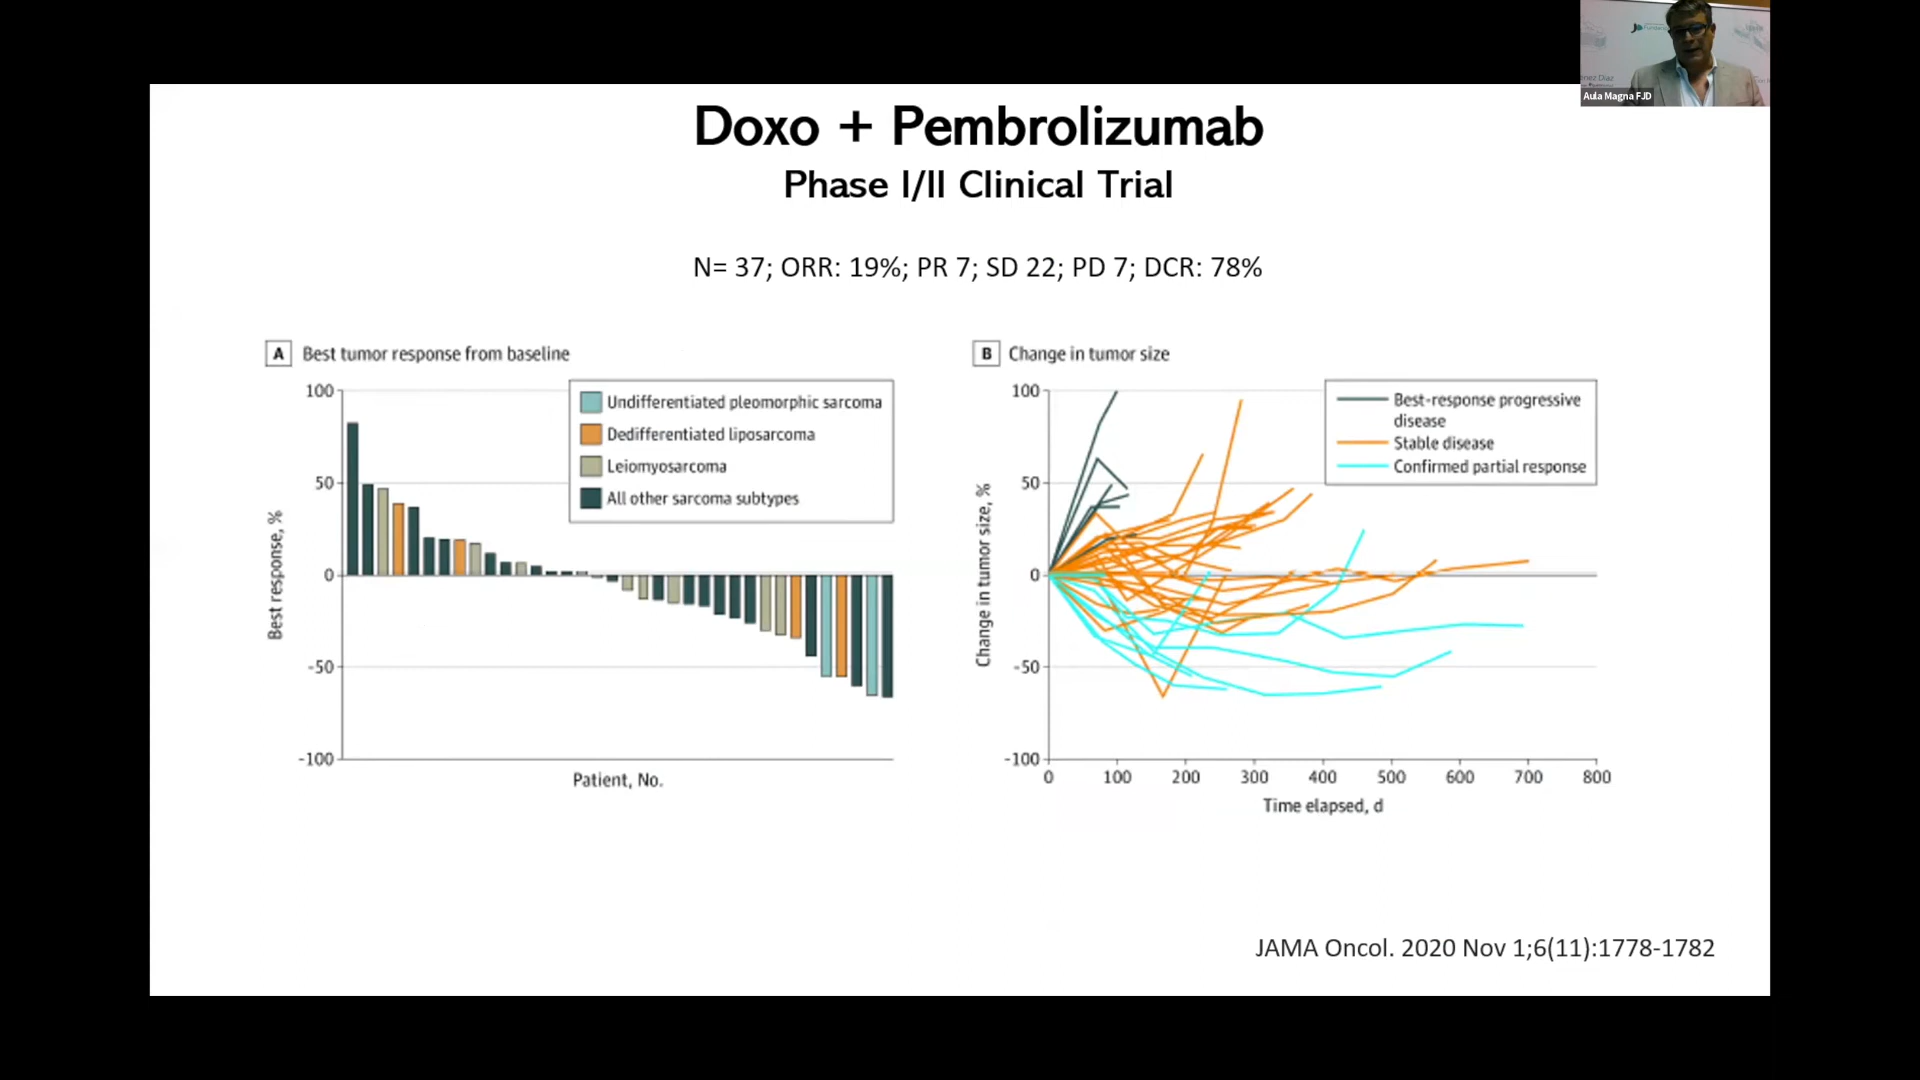 Doxo + Pembrolizumab
Phase I/II Clinical Trial
N= 37; ORR: 19%; PR 7; SD 22; PD 7; DCR: 78%
A Best tumor response from baseline
100
50
0
-50
-100
Best response, %
Undifferentiated pleomorphic sarcoma
Dedifferentiated liposarcoma
Leiomyosarcoma
All other sarcoma subtypes
Patient, No.
B Change in tumor size
100
50
0
-50
-100
Change in tumor size, %
Best-response progressive
disease
Stable disease
Confirmed partial response
0 100 200 300 400 500 600 700 800
Time elapsed, d
JAMA Oncol. 2020 Nov 1;6(11):1778-1782
Aula Magna FJD